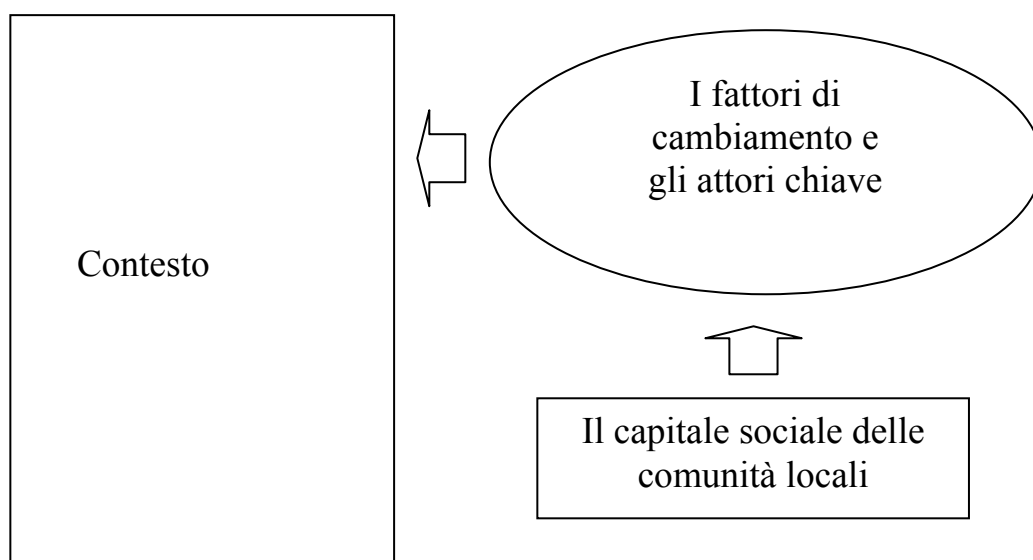 I fattori di
cambiamento e
gli attori chiave
Contesto
Il capitale sociale delle
comunità locali